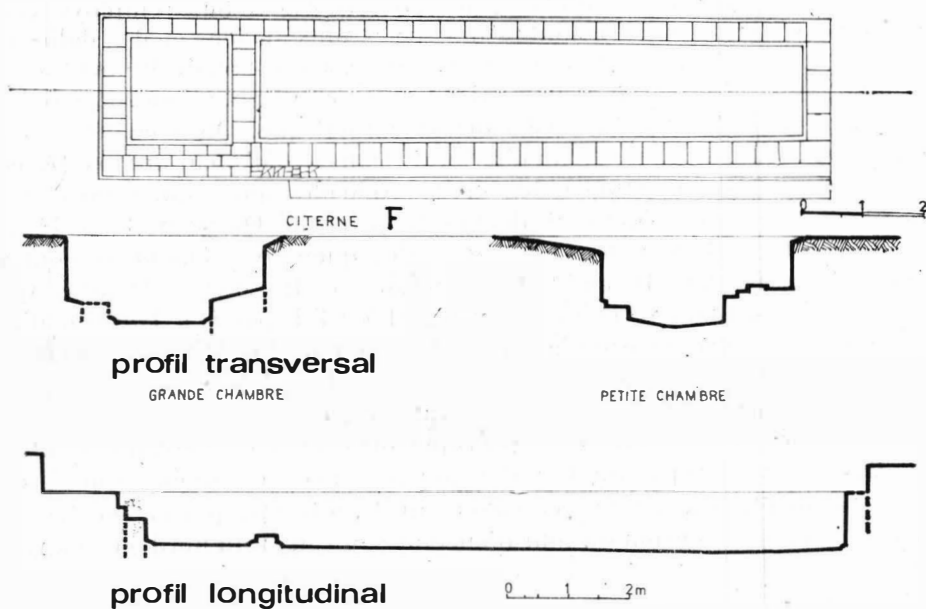 CITERNE F
0 1 2
profil transversal
GRANDE CHAMBRE
PETITE CHAMBRE
profil longitudinal
0 1 2m